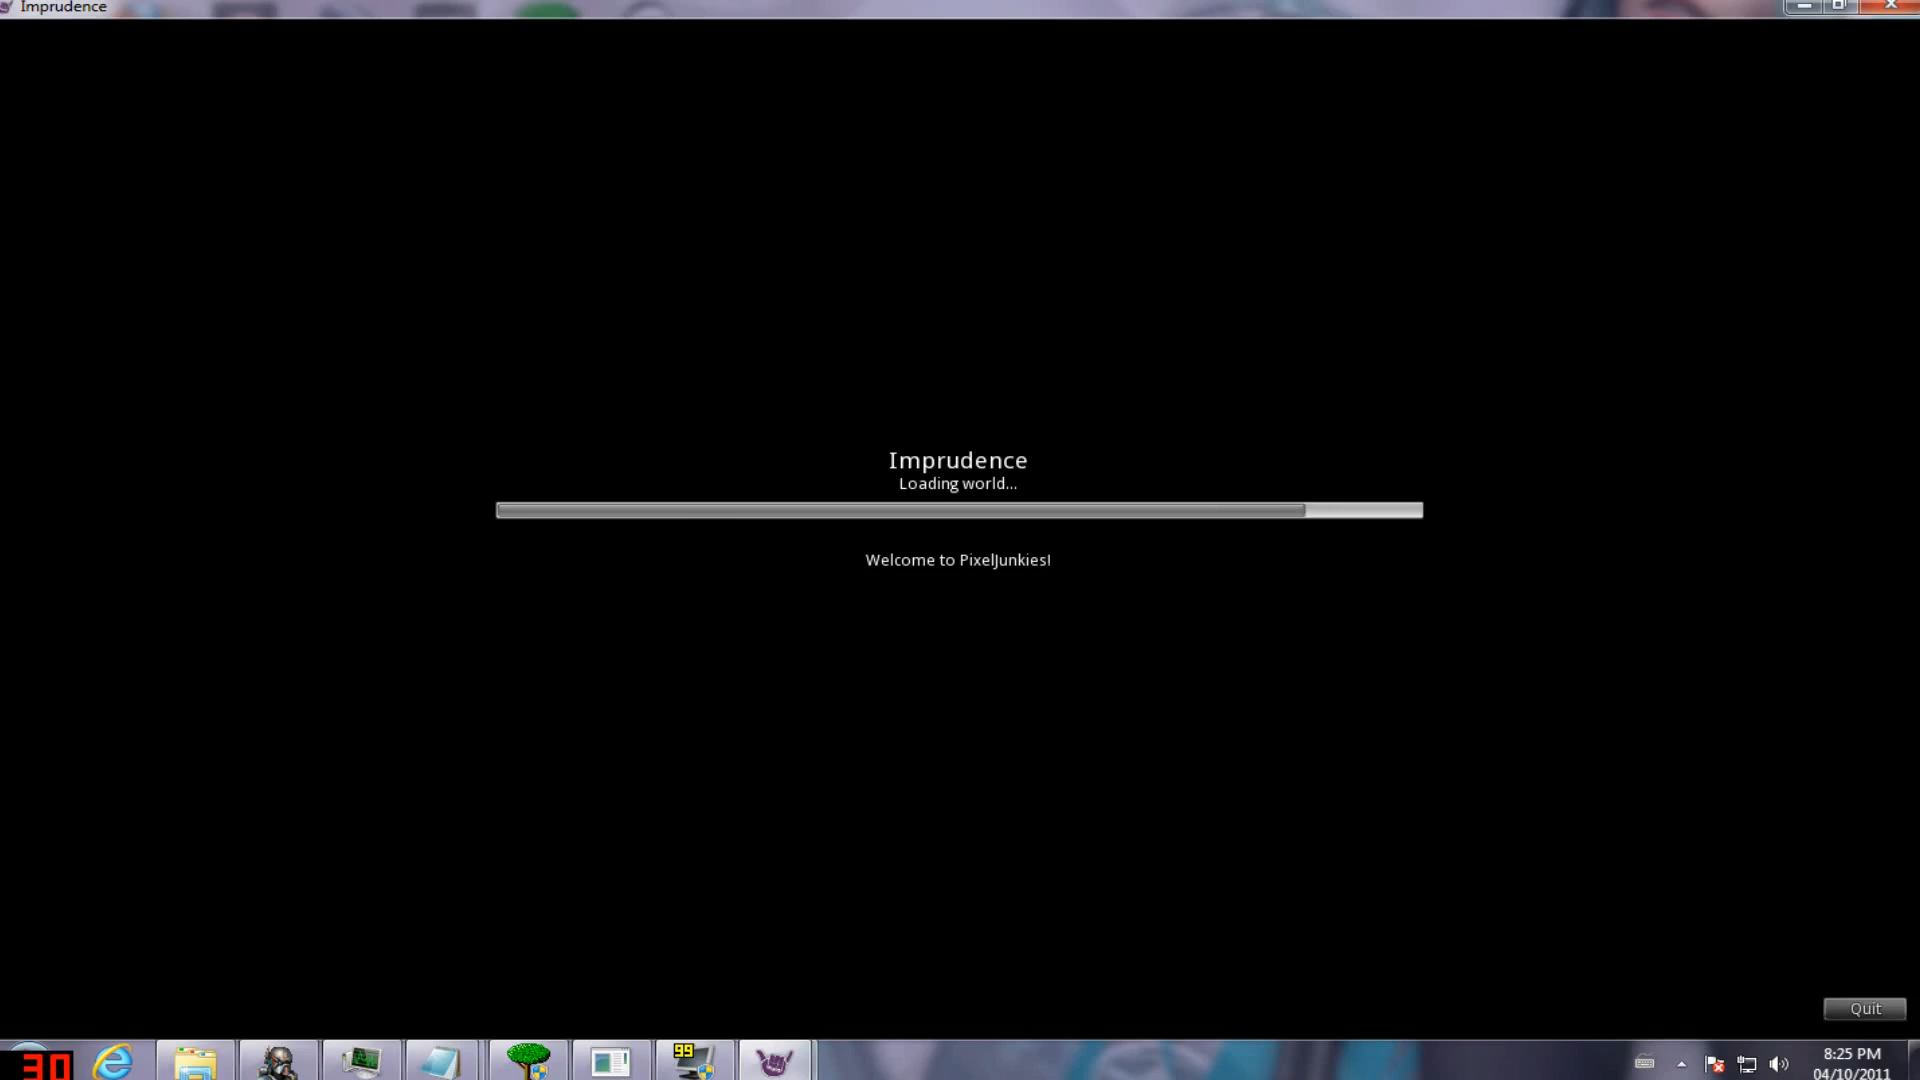 Imprudence
Imprudence
Loading world...
Welcome to PixelJunkies!
Quit
30
99
8:25 PM
04/10/2011